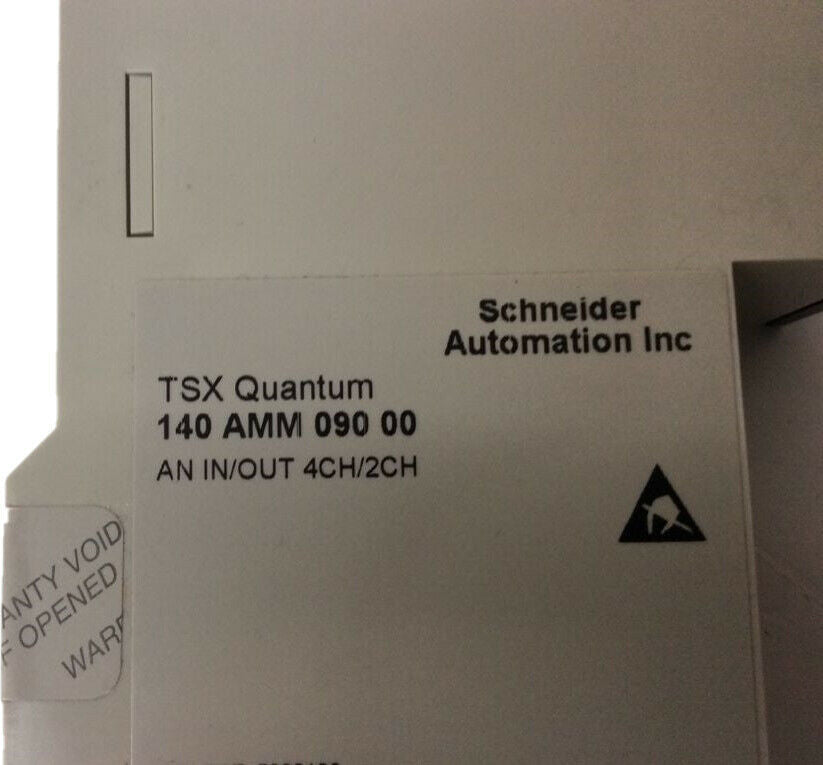 Schneider
Automation Inc
TSX Quantum
140 AMM 090 00
AN IN/OUT 4CH/2CH
ANTY VOID
F OPENED
WARR